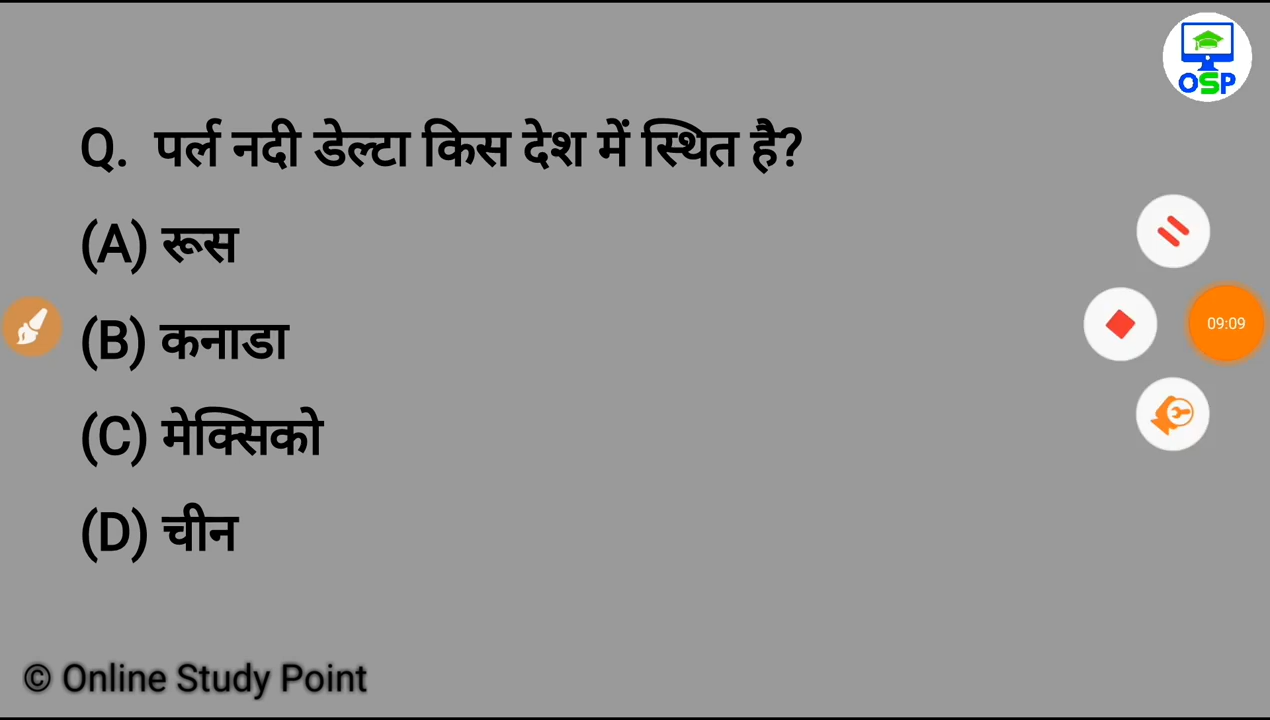 OSP
Q. पर्ल नदी डेल्टा किस देश में स्थित है?
(A) रूस
(B) कनाडा
(C) मेक्सिको
(D) चीन
09:09
© Online Study Point